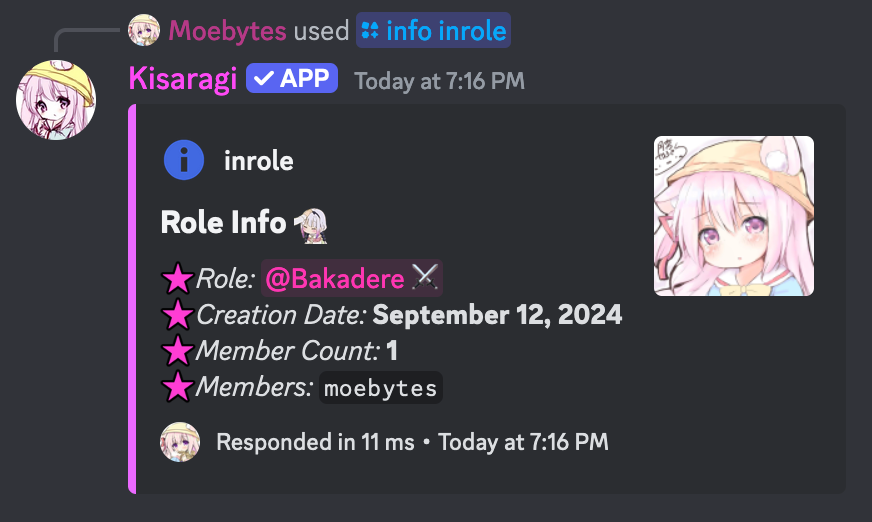 Moebytes used info inrole
Kisaragi APP Today at 7:16 PM
inrole
Role Info
Role: @Bakadere ⚔
Creation Date: September 12, 2024
Member Count: 1
Members: moebytes
Responded in 11 ms • Today at 7:16 PM